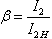 β = I₂ / I₂H